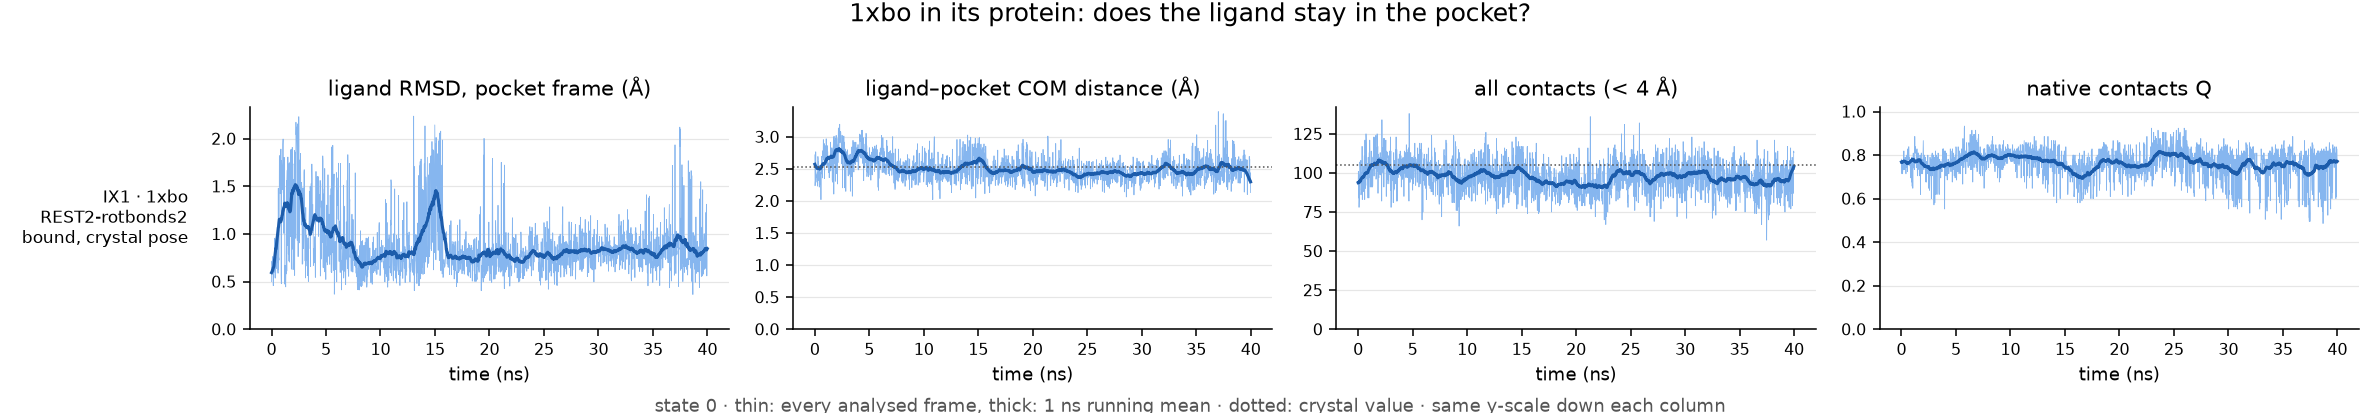 1xbo in its protein: does the ligand stay in the pocket?
IX1 · 1xbo
REST2-rotbonds2
bound, crystal pose
ligand RMSD, pocket frame (Å)
2.0
1.5
1.0
0.5
0.0
0 5 10 15 20 25 30 35 40
time (ns)
ligand–pocket COM distance (Å)
3.0
2.5
2.0
1.5
1.0
0.5
0.0
0 5 10 15 20 25 30 35 40
time (ns)
all contacts (< 4 Å)
125
100
75
50
25
0
0 5 10 15 20 25 30 35 40
time (ns)
native contacts Q
1.0
0.8
0.6
0.4
0.2
0.0
0 5 10 15 20 25 30 35 40
time (ns)
state 0 · thin: every analysed frame, thick: 1 ns running mean · dotted: crystal value · same y-scale down each column